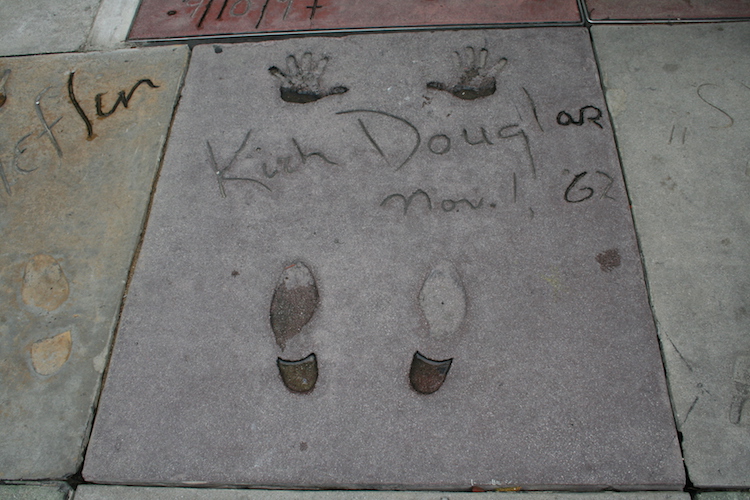 Kirk Douglas
Nov. 1, '62